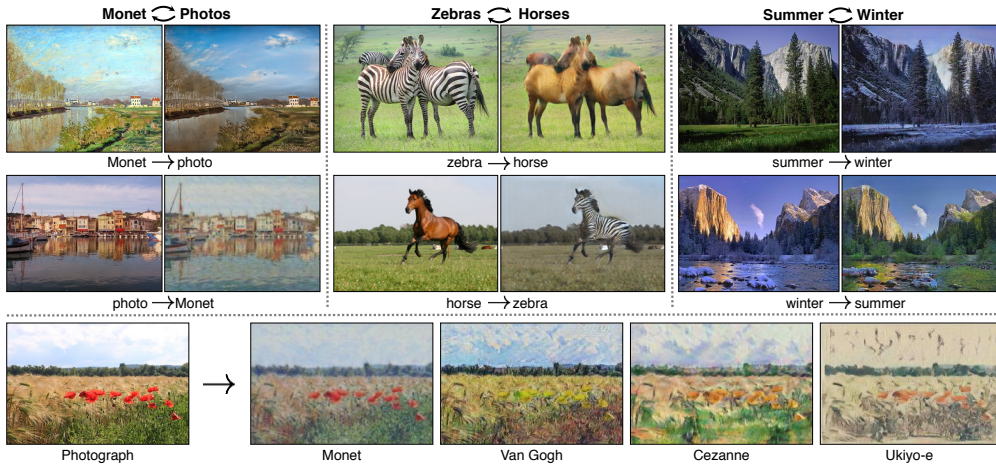 Monet Photos
Zebras Horses
Summer Winter
Monet → photo
zebra → horse
summer → winter
photo → Monet
horse → zebra
winter → summer
Photograph
Monet
Van Gogh
Cezanne
Ukiyo-e